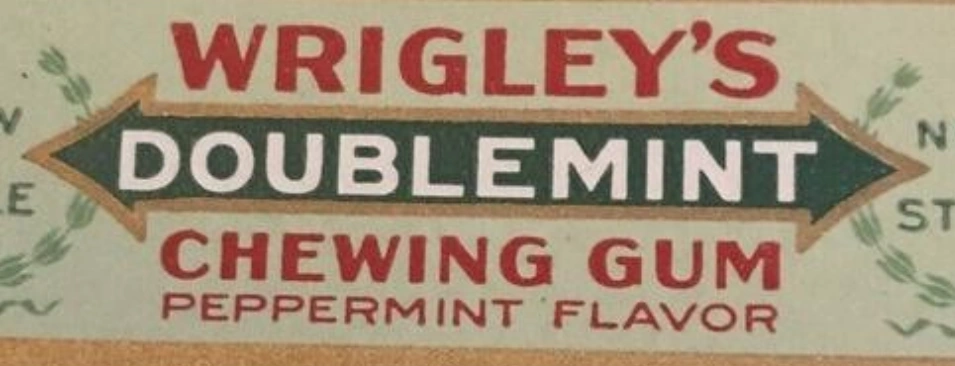 WRIGLEY'S
DOUBLEMINT
CHEWING GUM
PEPPERMINT FLAVOR